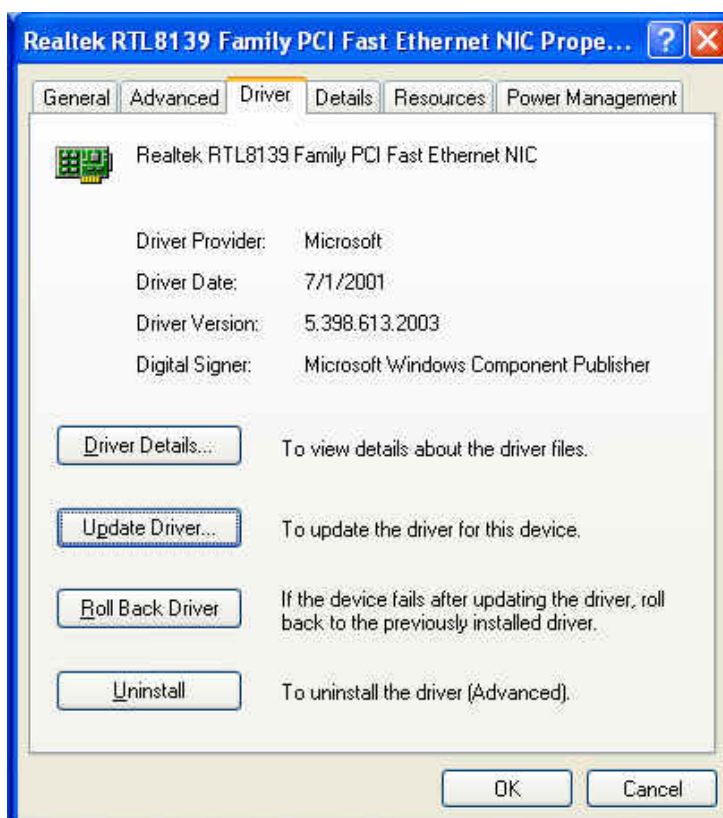 Realtek RTL8139 Family PCI Fast Ethernet NIC Prope...
General Advanced Driver Details Resources Power Management
Realtek RTL8139 Family PCI Fast Ethernet NIC
Driver Provider: Microsoft
Driver Date: 7/1/2001
Driver Version: 5.398.613.2003
Digital Signer: Microsoft Windows Component Publisher
Driver Details... To view details about the driver files.
Update Driver... To update the driver for this device.
Roll Back Driver If the device fails after updating the driver, roll
back to the previously installed driver.
Uninstall To uninstall the driver (Advanced).
OK Cancel